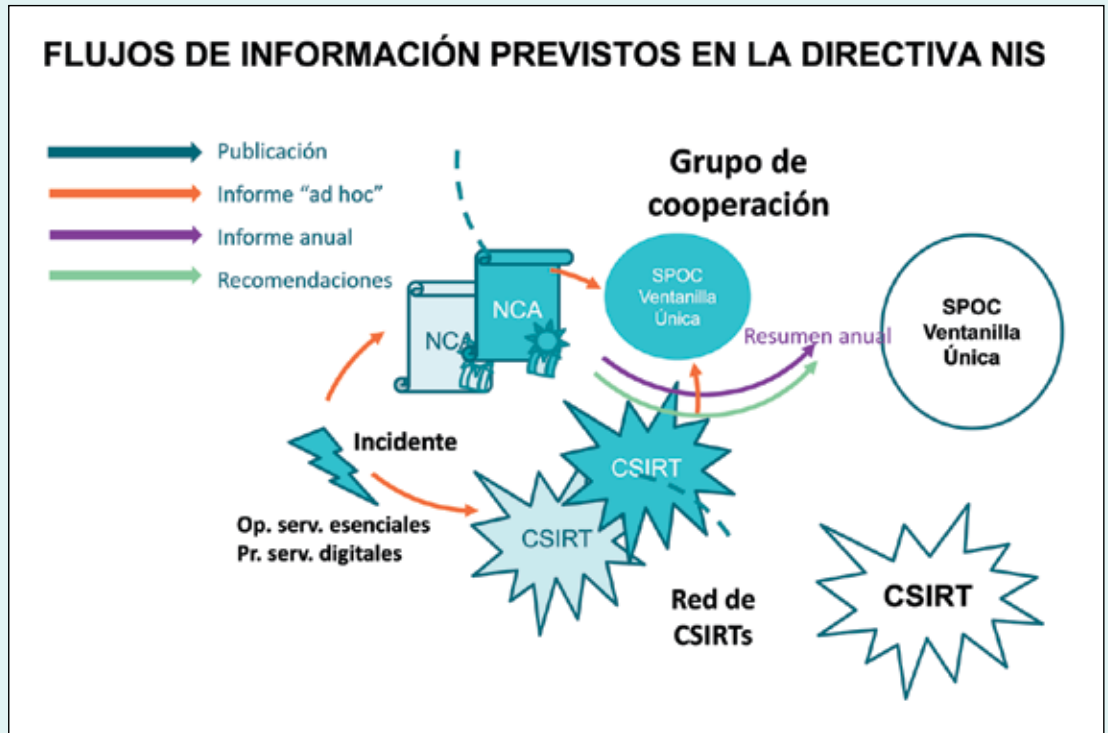 FLUJOS DE INFORMACIÓN PREVISTOS EN LA DIRECTIVA NIS
Publicación
Informe “ad hoc”
Informe anual
Recomendaciones
Grupo de
cooperación
SPOC
Ventanilla
Única
NCA
NCA
Resumen anual
SPOC
Ventanilla
Única
Incidente
Op. serv. esenciales
Pr. serv. digitales
CSIRT
CSIRT
Red de
CSIRTs
CSIRT